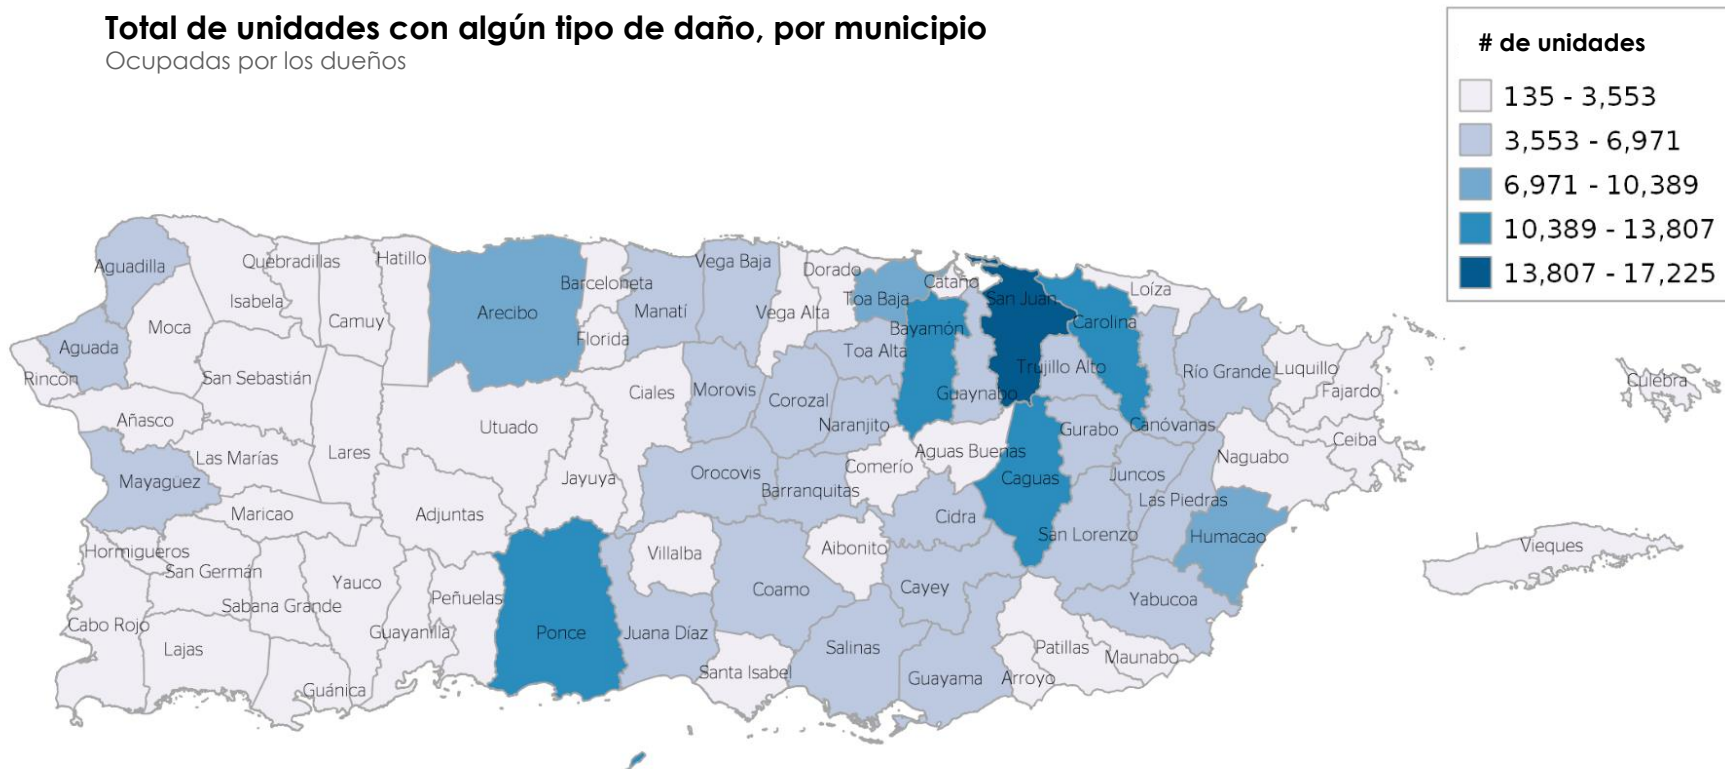 Total de unidades con algún tipo de daño, por municipio
Ocupadas por los dueños
# de unidades
135 - 3,553
3,553 - 6,971
6,971 - 10,389
10,389 - 13,807
13,807 - 17,225
Aguadilla
Quebradillas
Hatillo
Isabela
Camuy
Moca
Aguada
Rincón
San Sebastián
Añasco
Arecibo
Barceloneta
Florida
Manatí
Vega Baja
Vega Alta
Dorado
Toa Baja
Cataño
San Juan
Loíza
Bayamón
Carolina
Toa Alta
Trujillo Alto
Guaynabo
Río Grande
Luquillo
Fajardo
Culebra
Ciales
Morovis
Corozal
Naranjito
Utuado
Lares
Las Marías
Mayaguez
Maricao
Jayuya
Orocovis
Barranquitas
Comerío
Aguas Buenas
Gurabo
Canóvanas
Caguas
Juncos
Las Piedras
Naguabo
Ceiba
Adjuntas
Cidra
San Lorenzo
Humacao
Vieques
Hormigueros
San Germán
Sabana Grande
Yauco
Villalba
Aibonito
Coamo
Cayey
Yabucoa
Cabo Rojo
Lajas
Guánica
Guayanilla
Peñuelas
Ponce
Juana Díaz
Santa Isabel
Salinas
Guayama
Arroyo
Patillas
Maunabo